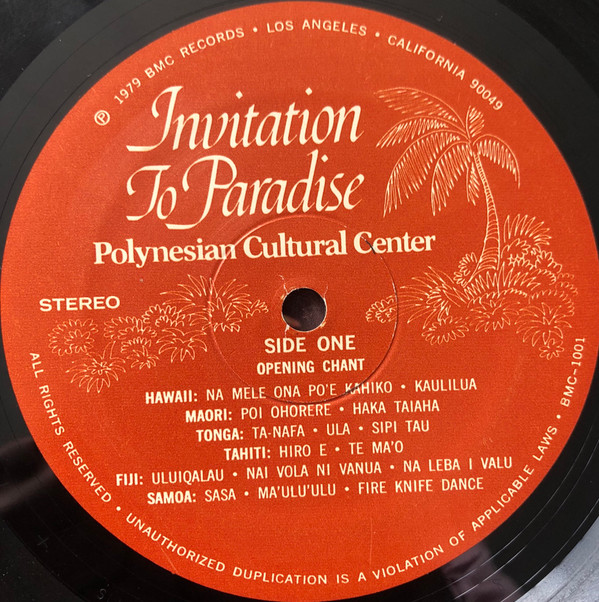 ℗ 1979 BMC RECORDS • LOS ANGELES • CALIFORNIA 90049
Invitation
To Paradise
Polynesian Cultural Center
STEREO
SIDE ONE
OPENING CHANT
HAWAII: NA MELE ONA PO'E KAHIKO • KAULILUA
MAORI: POI OHORERE • HAKA TAIAHA
TONGA: TA-NAFA • ULA • SIPI TAU
TAHITI: HIRO E • TE MA'O
FIJI: ULUIQALAU • NAI VOLA NI VANUA • NA LEBA I VALU
SAMOA: SASA • MA'ULU'ULU • FIRE KNIFE DANCE
ALL RIGHTS RESERVED • UNAUTHORIZED DUPLICATION IS A VIOLATION OF APPLICABLE LAWS • BMC-1001